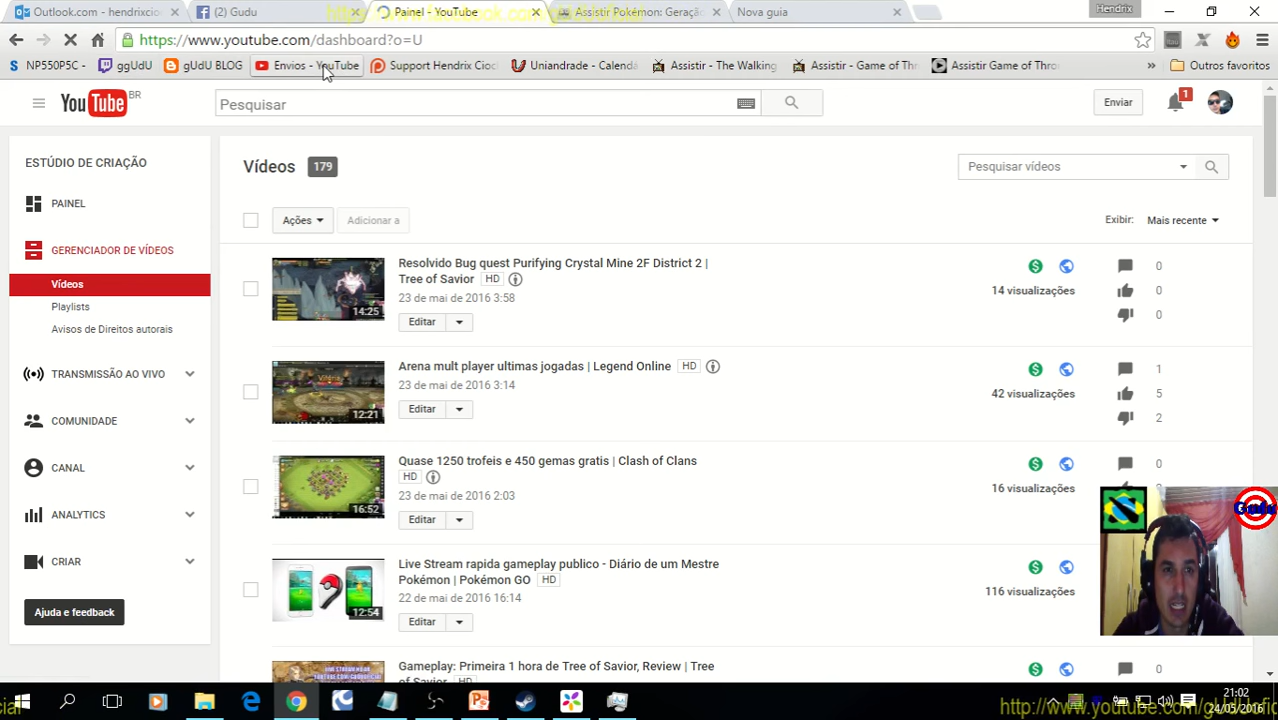 Outlook.com - hendrixcio
(2) Gudu
Painel - YouTube
Assistir Pokémon: Geraçã
Nova guia
Hendrix
https://www.youtube.com/dashboard?o=U
NP550P5C -
ggUdU
gUdU BLOG
Envios - YouTube
Support Hendrix Cioc
Uniandrade - Calenda
Assistir - The Walking
Assistir - Game of Thr
Assistir Game of Thro
»
Outros favoritos
YouTube BR
Pesquisar
Enviar
1
ESTÚDIO DE CRIAÇÃO
PAINEL
GERENCIADOR DE VÍDEOS
Vídeos
Playlists
Avisos de Direitos autorais
TRANSMISSÃO AO VIVO
COMUNIDADE
CANAL
ANALYTICS
CRIAR
Ajuda e feedback
Vídeos 179
Pesquisar vídeos
Ações
Adicionar a
Exibir: Mais recente
Resolvido Bug quest Purifying Crystal Mine 2F District 2 |
Tree of Savior HD
23 de mai de 2016 3:58
Editar
14:25
14 visualizações
0
0
0
Arena mult player ultimas jogadas | Legend Online HD
23 de mai de 2016 3:14
Editar
12:21
42 visualizações
1
5
2
Quase 1250 trofeis e 450 gemas gratis | Clash of Clans
HD
23 de mai de 2016 2:03
Editar
16:52
16 visualizações
0
Live Stream rapida gameplay publico - Diário de um Mestre
Pokémon | Pokémon GO HD
22 de mai de 2016 16:14
Editar
12:54
116 visualizações
Gameplay: Primeira 1 hora de Tree of Savior, Review | Tree
of Savior HD
0
Gudu
21:02
24/05/2016